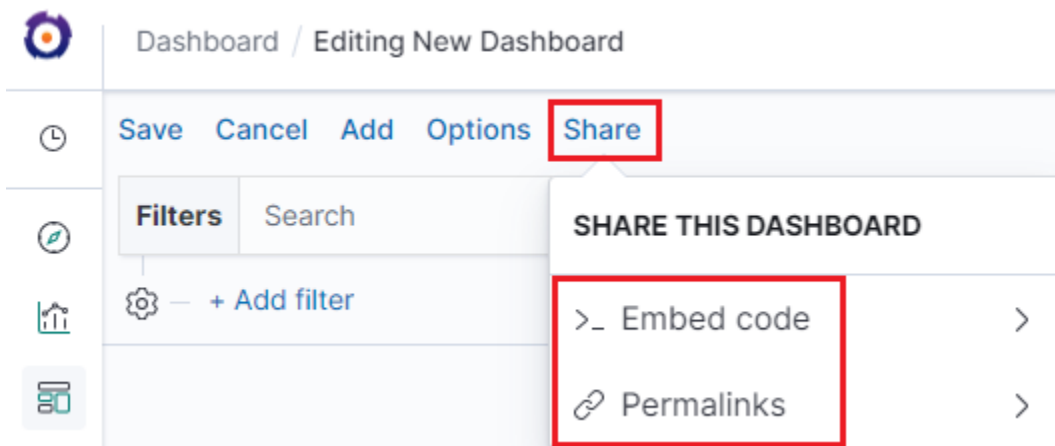 Dashboard / Editing New Dashboard
Save Cancel Add Options Share
Filters Search
SHARE THIS DASHBOARD
+ Add filter
>_ Embed code >
Permalinks >